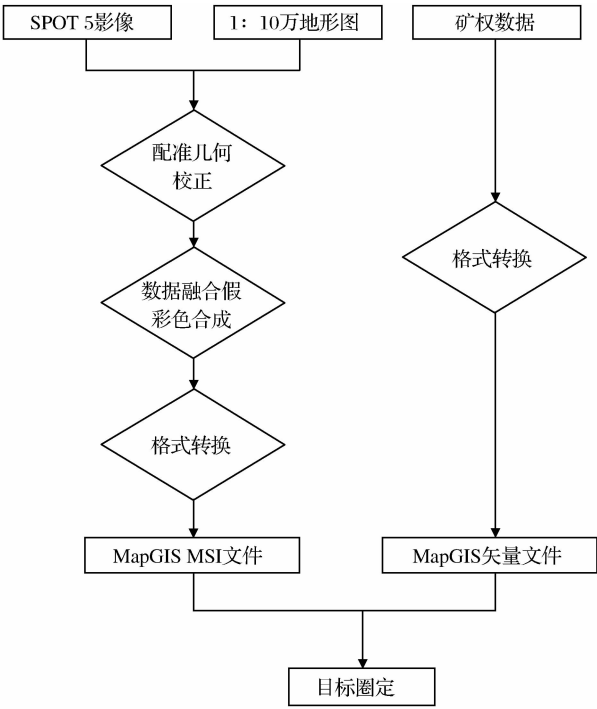 SPOT 5影像
1：10万地形图
矿权数据
配准几何
校正
数据融合假
彩色合成
格式转换
格式转换
MapGIS MSI文件
MapGIS矢量文件
目标圈定